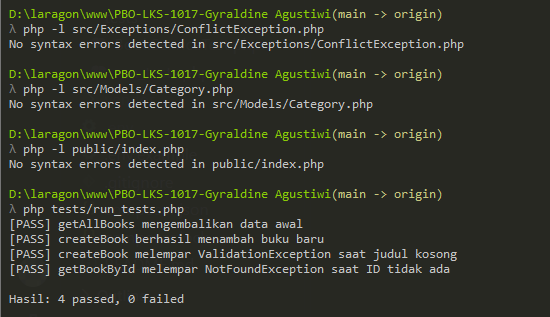 D:\laragon\www\PBO-LKS-1017-Gyraldine Agustiwi(main -> origin)
λ php -l src/Exceptions/ConflictException.php
No syntax errors detected in src/Exceptions/ConflictException.php
D:\laragon\www\PBO-LKS-1017-Gyraldine Agustiwi(main -> origin)
λ php -l src/Models/Category.php
No syntax errors detected in src/Models/Category.php
D:\laragon\www\PBO-LKS-1017-Gyraldine Agustiwi(main -> origin)
λ php -l public/index.php
No syntax errors detected in public/index.php
D:\laragon\www\PBO-LKS-1017-Gyraldine Agustiwi(main -> origin)
λ php tests/run_tests.php
[PASS] getAllBooks mengembalikan data awal
[PASS] createBook berhasil menambah buku baru
[PASS] createBook melempar ValidationException saat judul kosong
[PASS] getBookById melempar NotFoundException saat ID tidak ada
Hasil: 4 passed, 0 failed